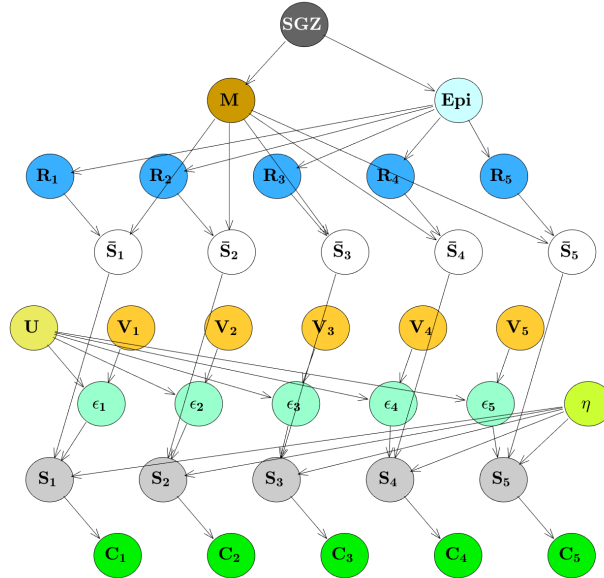 SGZ
M Epi
R₁ R₂ R₃ R₄ R₅
S̄₁ S̄₂ S̄₃ S̄₄ S̄₅
U V₁ V₂ V₃ V₄ V₅
ϵ₁ ϵ₂ ϵ₃ ϵ₄ ϵ₅ η
S₁ S₂ S₃ S₄ S₅
C₁ C₂ C₃ C₄ C₅